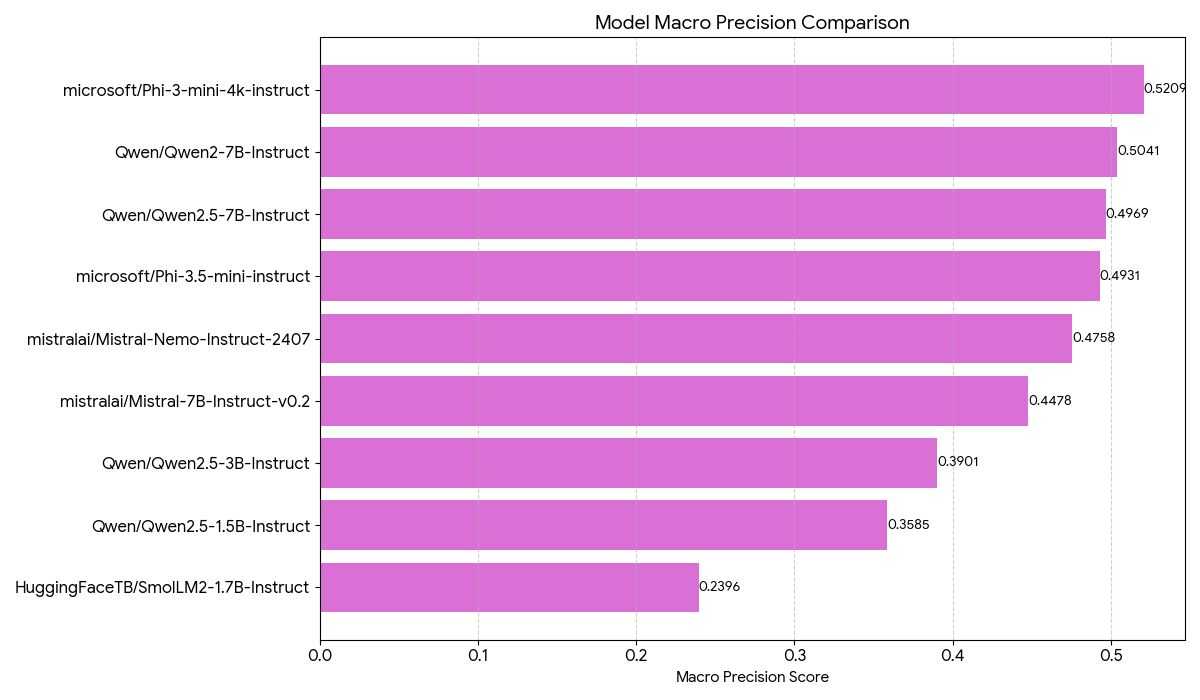 Model Macro Precision Comparison
microsoft/Phi-3-mini-4k-instruct 0.5209
Qwen/Qwen2-7B-Instruct 0.5041
Qwen/Qwen2.5-7B-Instruct 0.4969
microsoft/Phi-3.5-mini-instruct 0.4931
mistralai/Mistral-Nemo-Instruct-2407 0.4758
mistralai/Mistral-7B-Instruct-v0.2 0.4478
Qwen/Qwen2.5-3B-Instruct 0.3901
Qwen/Qwen2.5-1.5B-Instruct 0.3585
HuggingFaceTB/SmolLM2-1.7B-Instruct 0.2396
0.0 0.1 0.2 0.3 0.4 0.5
Macro Precision Score